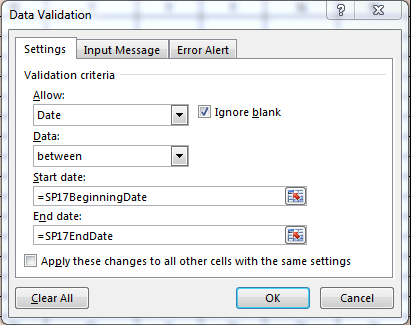 Data Validation
Settings Input Message Error Alert
Validation criteria
Allow:
Date Ignore blank
Data:
between
Start date:
=SP17BeginningDate
End date:
=SP17EndDate
Apply these changes to all other cells with the same settings
Clear All OK Cancel